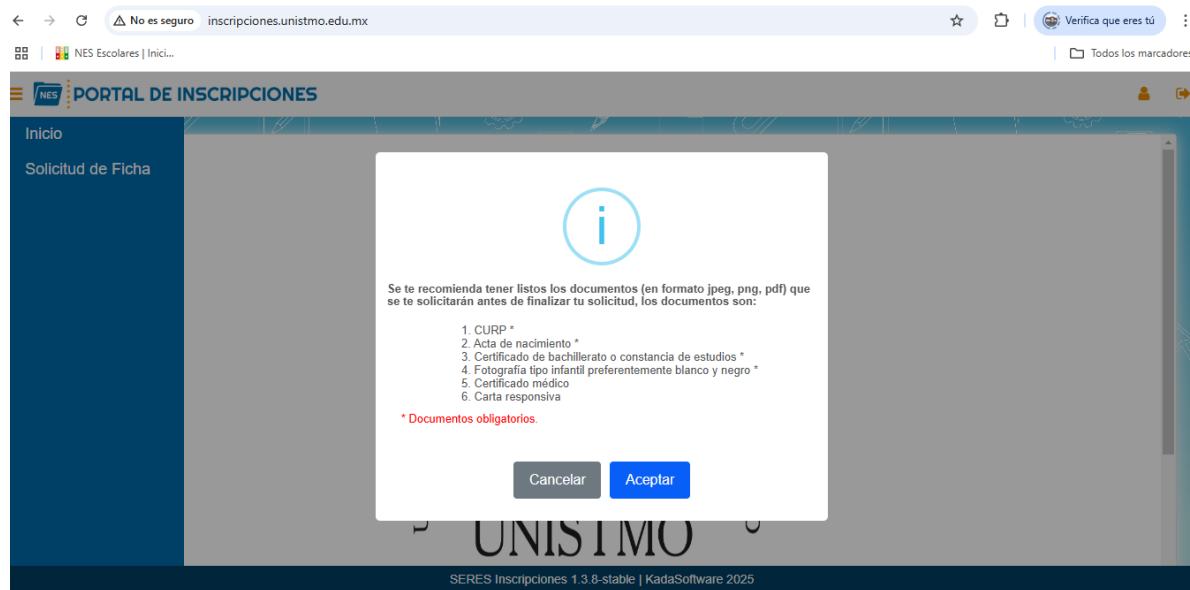 No es seguro inscripciones.unistmo.edu.mx Verifica que eres tú
NES Escolares | Inici... Todos los marcadores
NES PORTAL DE INSCRIPCIONES
Inicio
Solicitud de Ficha
i
Se te recomienda tener listos los documentos (en formato jpeg, png, pdf) que
se te solicitarán antes de finalizar tu solicitud, los documentos son:
1. CURP *
2. Acta de nacimiento *
3. Certificado de bachillerato o constancia de estudios *
4. Fotografía tipo infantil preferentemente blanco y negro *
5. Certificado médico
6. Carta responsiva
* Documentos obligatorios.
Cancelar Aceptar
UNISTMO
SERES Inscripciones 1.3.8-stable | KadaSoftware 2025